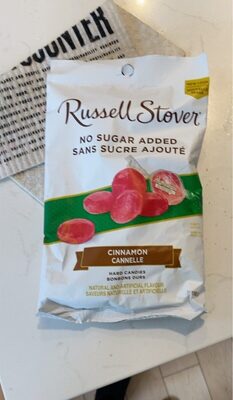 COUNTER
Russell Stover
NO SUGAR ADDED
SANS SUCRE AJOUTÉ
CINNAMON
CANNELLE
HARD CANDIES
BONBONS DURS
NATURAL AND ARTIFICIAL FLAVOUR
SAVEURS NATURELLE ET ARTIFICIELLE